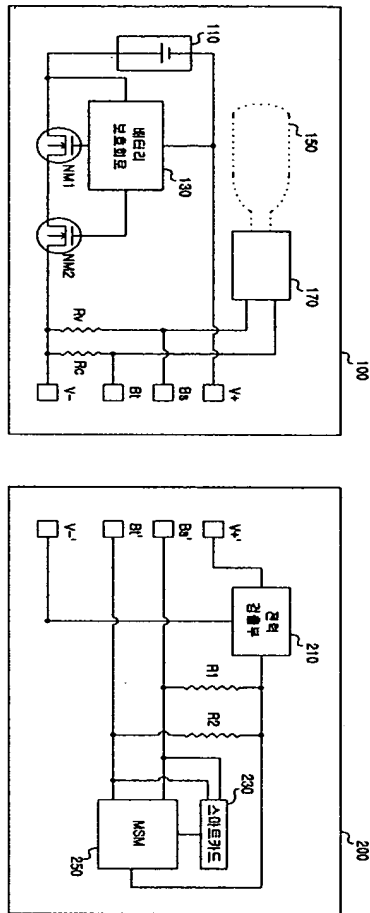 100
150
170
110
130
배터리
보호회로
NM1
NM2
Rv
Rc
V+
Bs
Bt
V-
200
V+'
Bs'
Bt'
V-'
210
전력
검출부
R1
R2
230
스마트카드
MSM
250